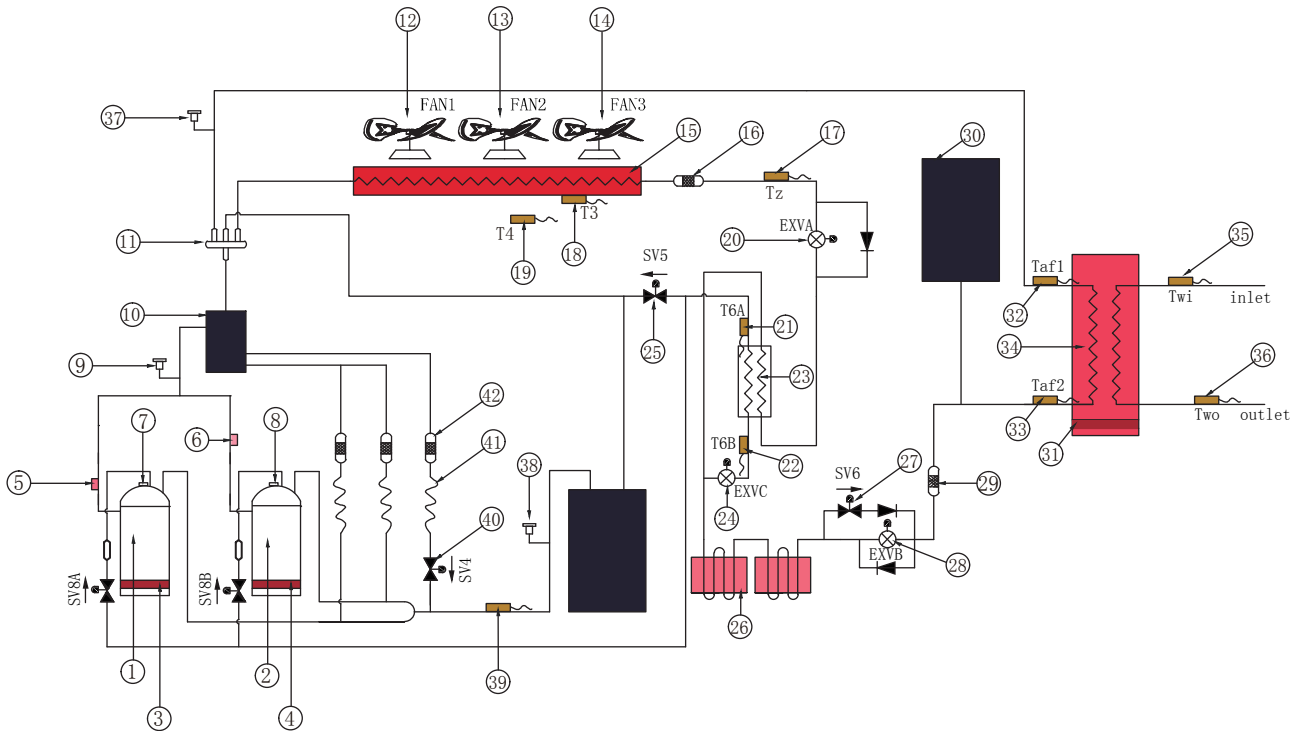 12 13 14
37 FAN1 FAN2 FAN3
15 16 17 30
Tz
T3
T4
11 19 18 20 EXVA
SV5
Taf1 35
10 T6A 21 32 Twi inlet
25
9 34
23
42 Taf2 36
7 8 33 Two outlet
6 T6B 31
41 22 SV6 27
5 38 29
EXVC
24
40 EXVB 28
SV8A SV8B SV4
26
1 2 39
3 4